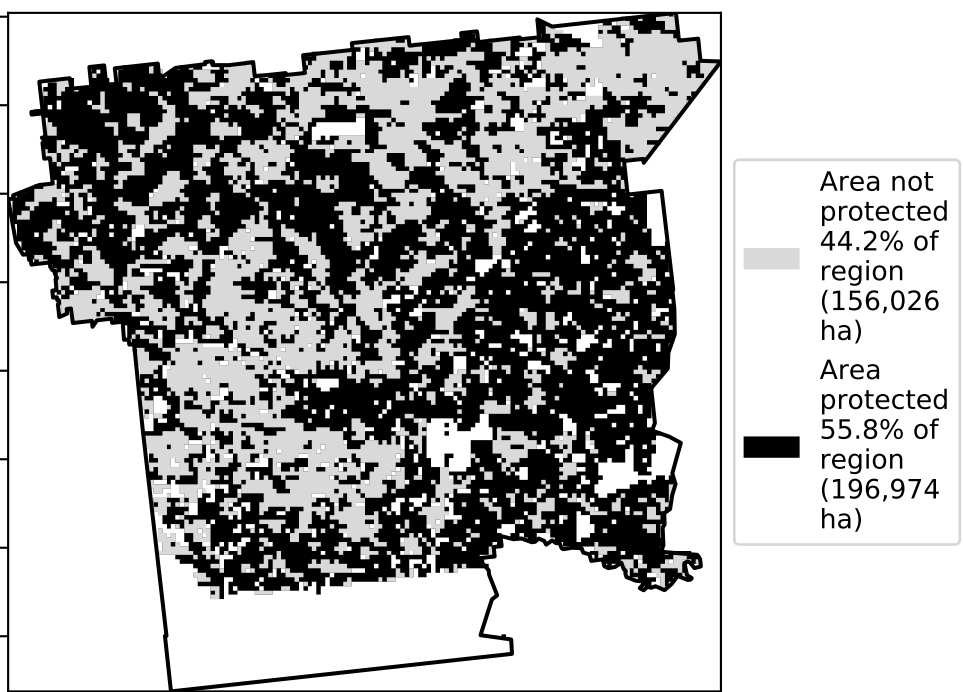 Area not
protected
44.2% of
region
(156,026
ha)
Area
protected
55.8% of
region
(196,974
ha)